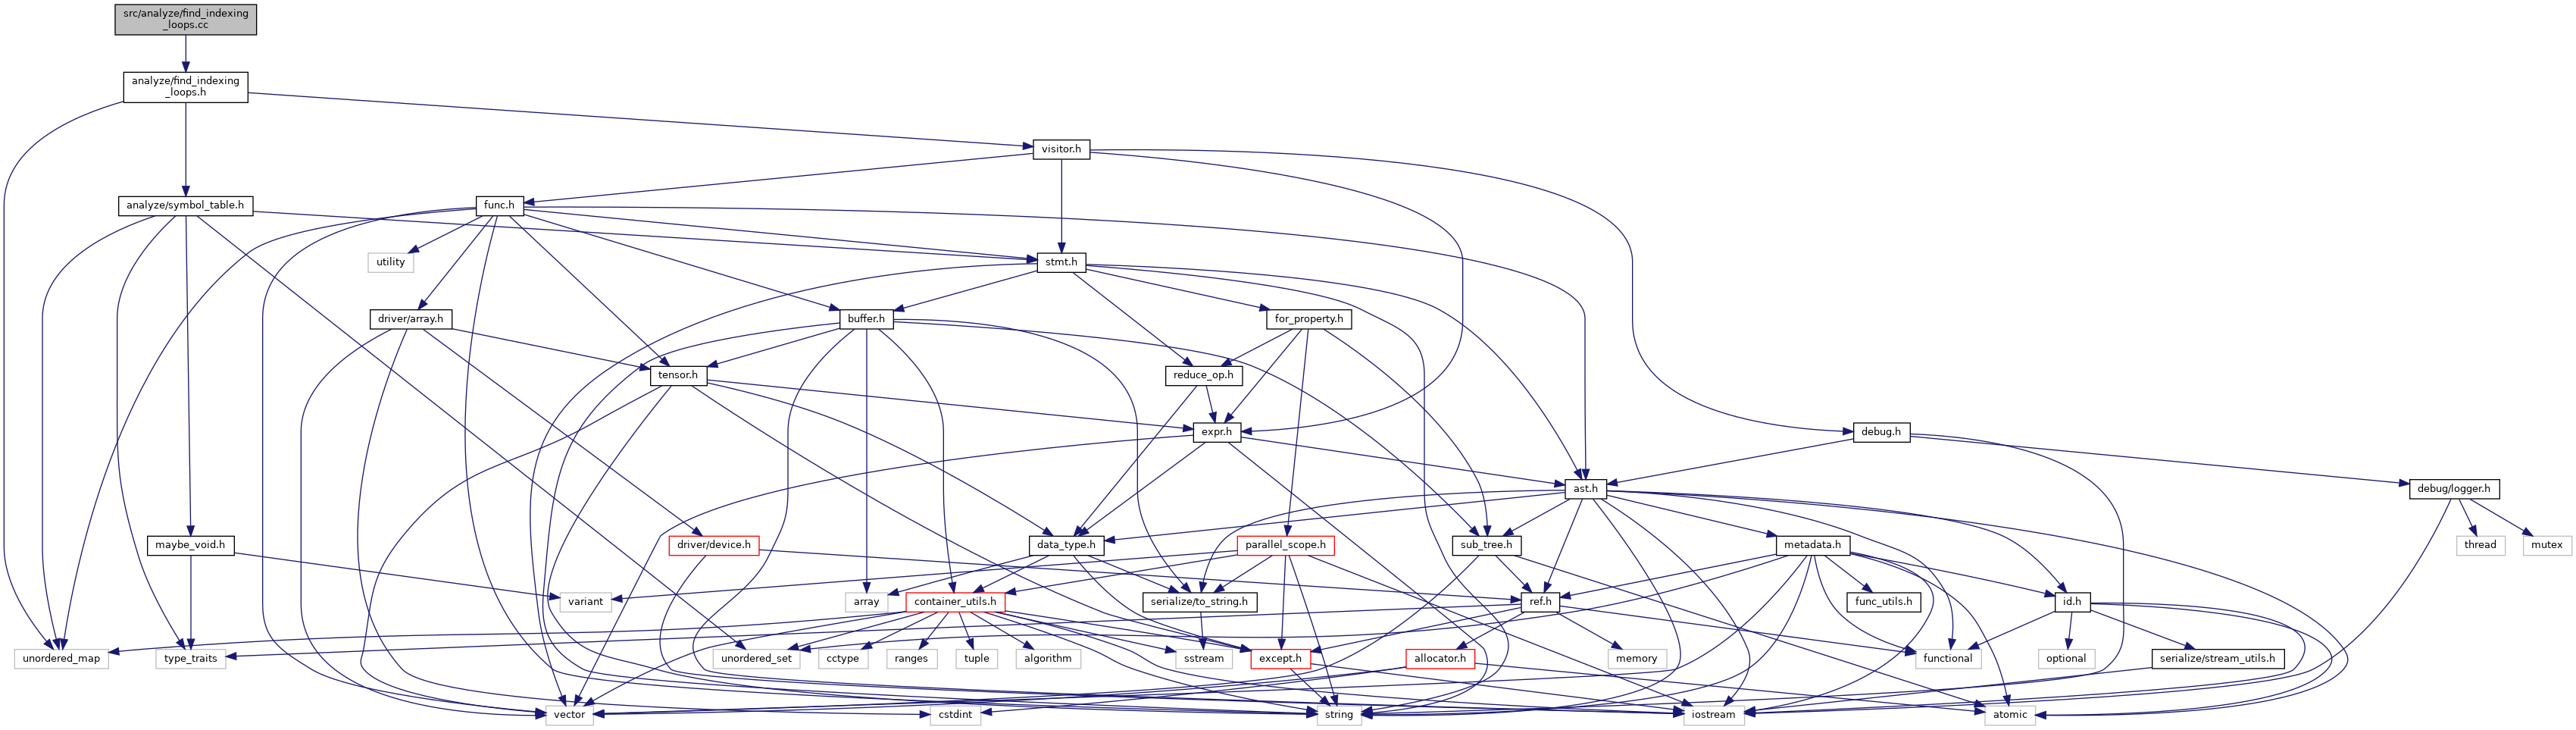 src/analyze/find_indexing
_loops.cc
analyze/find_indexing
_loops.h
visitor.h
analyze/symbol_table.h
func.h
utility
stmt.h
driver/array.h
buffer.h
for_property.h
tensor.h
reduce_op.h
expr.h
debug.h
ast.h
debug/logger.h
maybe_void.h
driver/device.h
data_type.h
parallel_scope.h
sub_tree.h
metadata.h
thread
mutex
variant
array
container_utils.h
serialize/to_string.h
ref.h
func_utils.h
id.h
unordered_map
type_traits
unordered_set
cctype
ranges
tuple
algorithm
sstream
except.h
allocator.h
memory
functional
optional
serialize/stream_utils.h
vector
cstdint
string
iostream
atomic